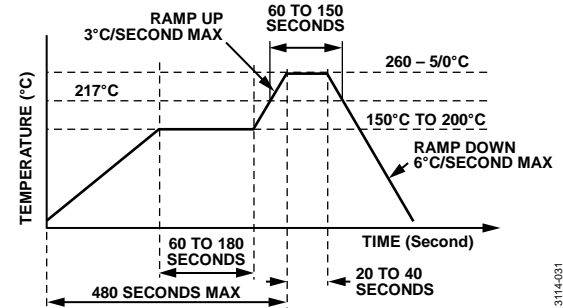 60 TO 150
SECONDS
RAMP UP
3°C/SECOND MAX
260 – 5/0°C
217°C
150°C TO 200°C
RAMP DOWN
6°C/SECOND MAX
TEMPERATURE (°C)
TIME (Second)
60 TO 180
SECONDS
20 TO 40
SECONDS
480 SECONDS MAX
3114-031